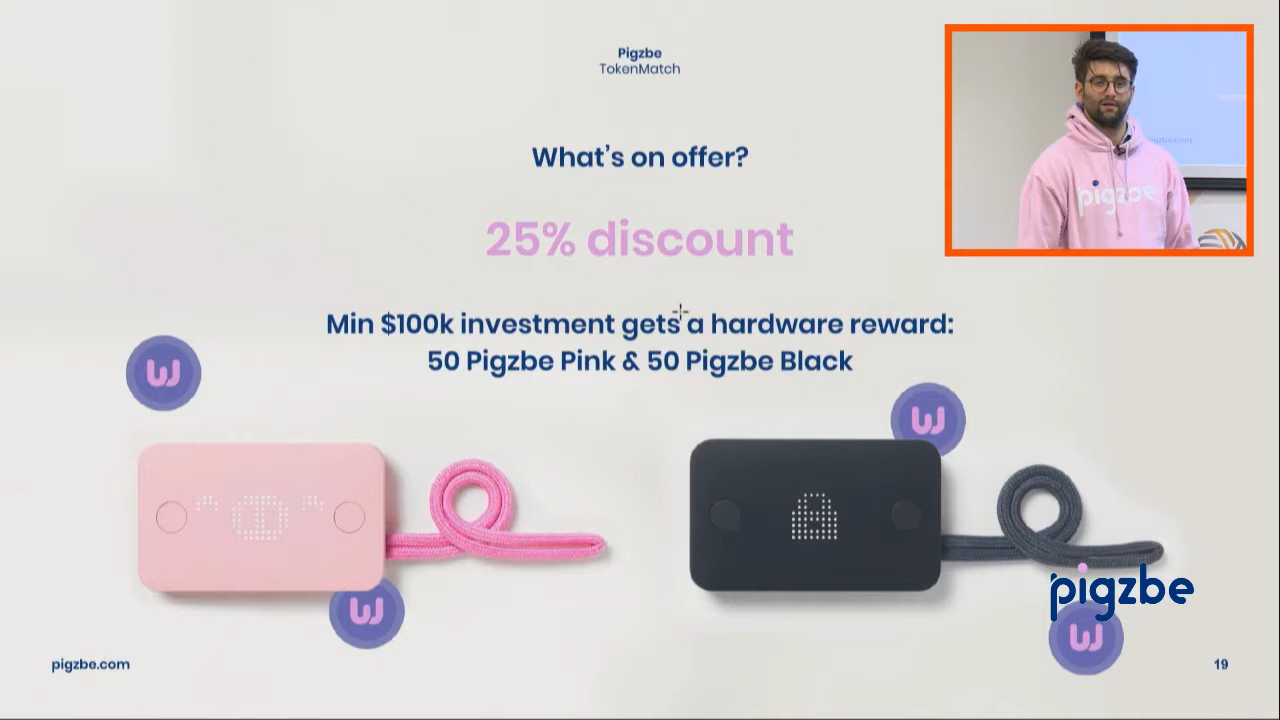 Pigzbe
TokenMatch
What's on offer?
25% discount
Min $100k investment gets a hardware reward:
50 Pigzbe Pink & 50 Pigzbe Black
pigzbe
pigzbe
pigzbe.com
19